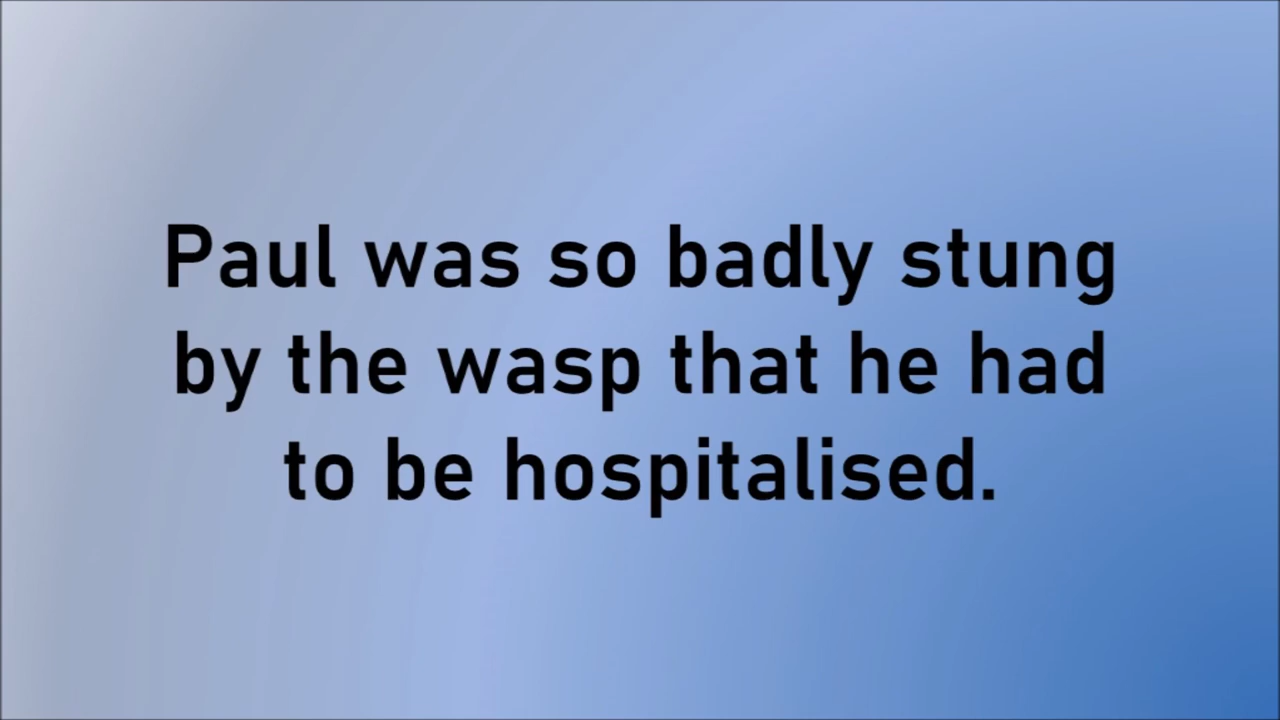 Paul was so badly stung
by the wasp that he had
to be hospitalised.